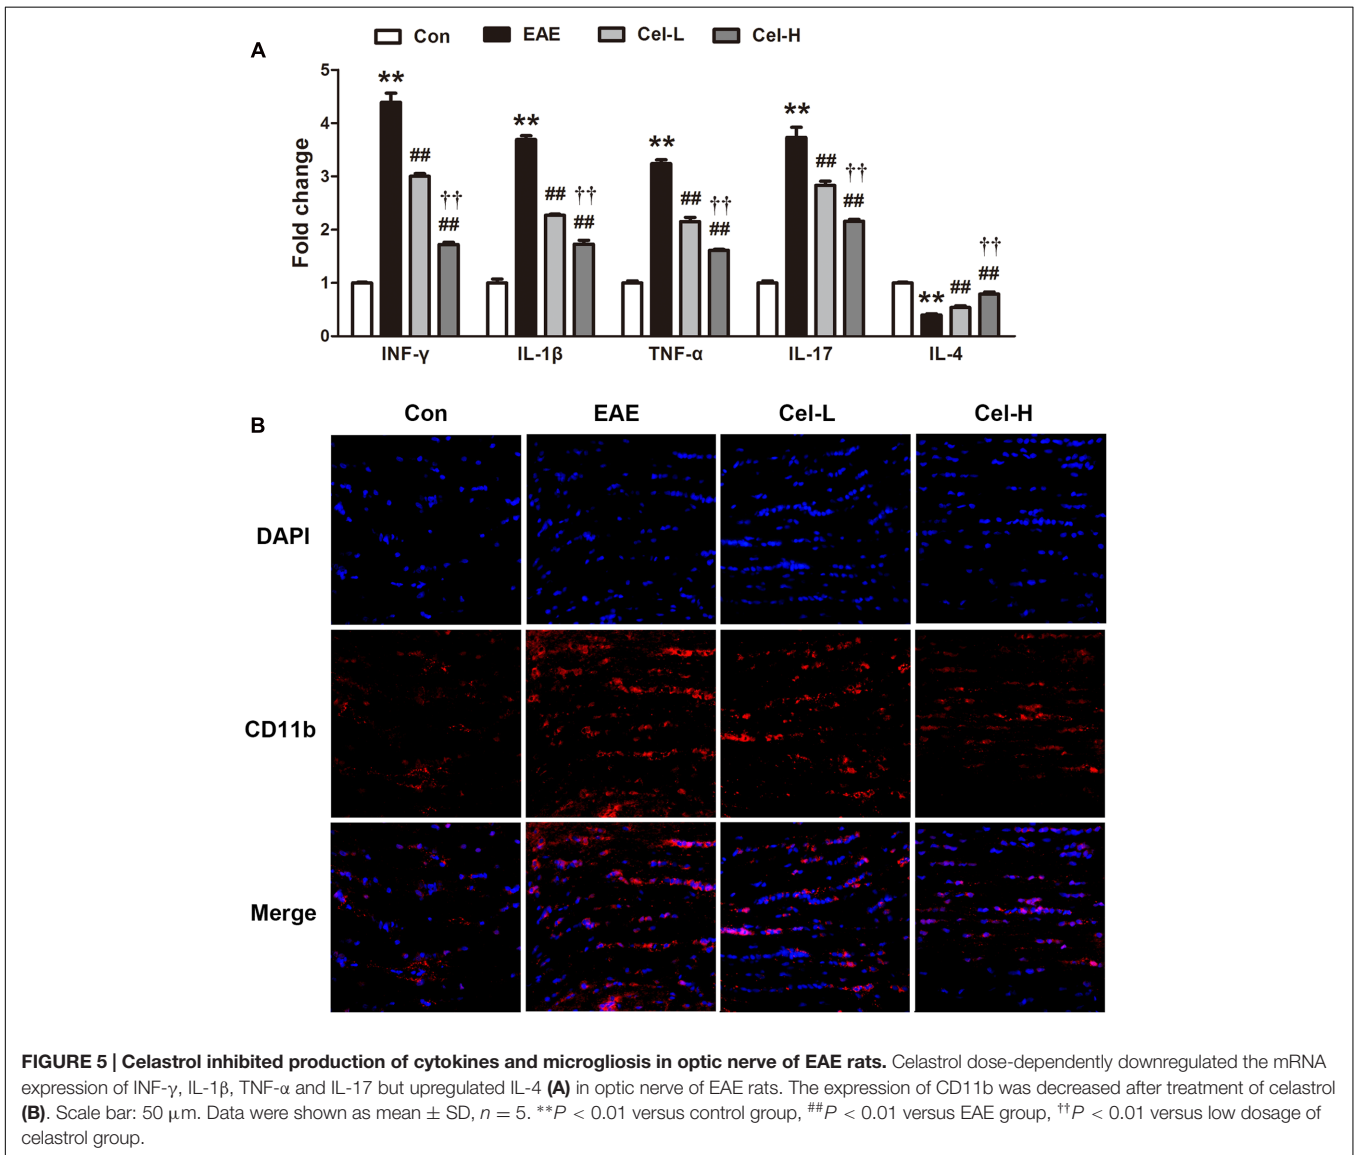 A
Con EAE Cel-L Cel-H
Fold change
5
4
3
2
1
0
** ## †† ##
** ## †† ##
** ## †† ##
** ## †† ##
** ## †† ##
INF-γ IL-1β TNF-α IL-17 IL-4
B
Con EAE Cel-L Cel-H
DAPI
CD11b
Merge
FIGURE 5 | Celastrol inhibited production of cytokines and microgliosis in optic nerve of EAE rats. Celastrol dose-dependently downregulated the mRNA
expression of INF-γ, IL-1β, TNF-α and IL-17 but upregulated IL-4 (A) in optic nerve of EAE rats. The expression of CD11b was decreased after treatment of celastrol
(B). Scale bar: 50 μm. Data were shown as mean ± SD, n = 5. **P < 0.01 versus control group, ##P < 0.01 versus EAE group, ††P < 0.01 versus low dosage of
celastrol group.